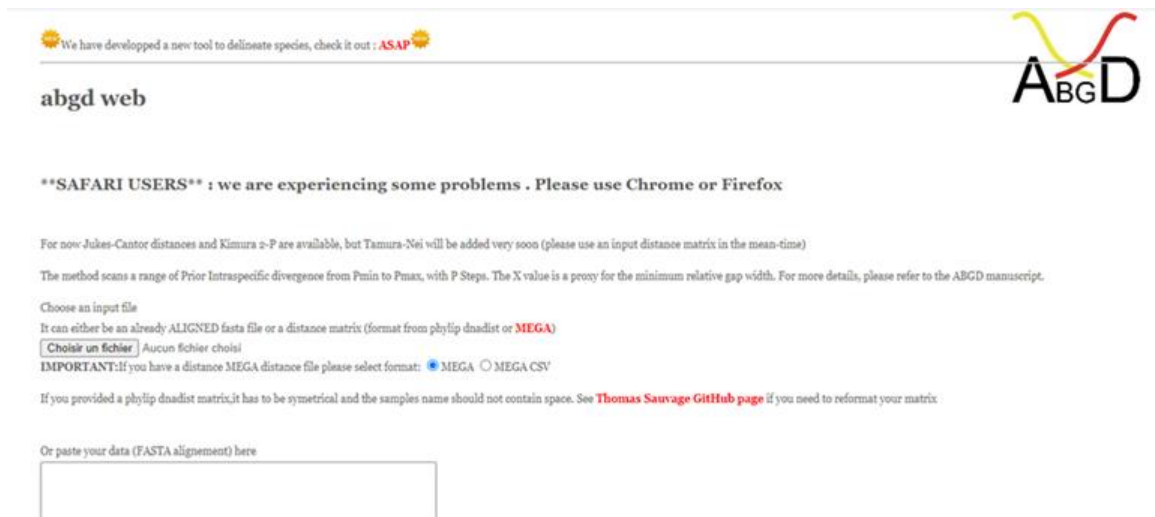 We have developped a new tool to delineate species, check it out : ASAP
ABGD
abgd web
**SAFARI USERS** : we are experiencing some problems . Please use Chrome or Firefox
For now Jukes-Cantor distances and Kimura 2-P are available, but Tamura-Nei will be added very soon (please use an input distance matrix in the mean-time)
The method scans a range of Prior Intraspecific divergence from Pmin to Pmax, with P Steps. The X value is a proxy for the minimum relative gap width. For more details, please refer to the ABGD manuscript.
Choose an input file
It can either be an already ALIGNED fasta file or a distance matrix (format from phylip dnadist or MEGA)
Choisir un fichier Aucun fichier choisi
IMPORTANT:If you have a distance MEGA distance file please select format: MEGA MEGA CSV
If you provided a phylip dnadist matrix,it has to be symetrical and the samples name should not contain space. See Thomas Sauvage GitHub page if you need to reformat your matrix
Or paste your data (FASTA alignement) here